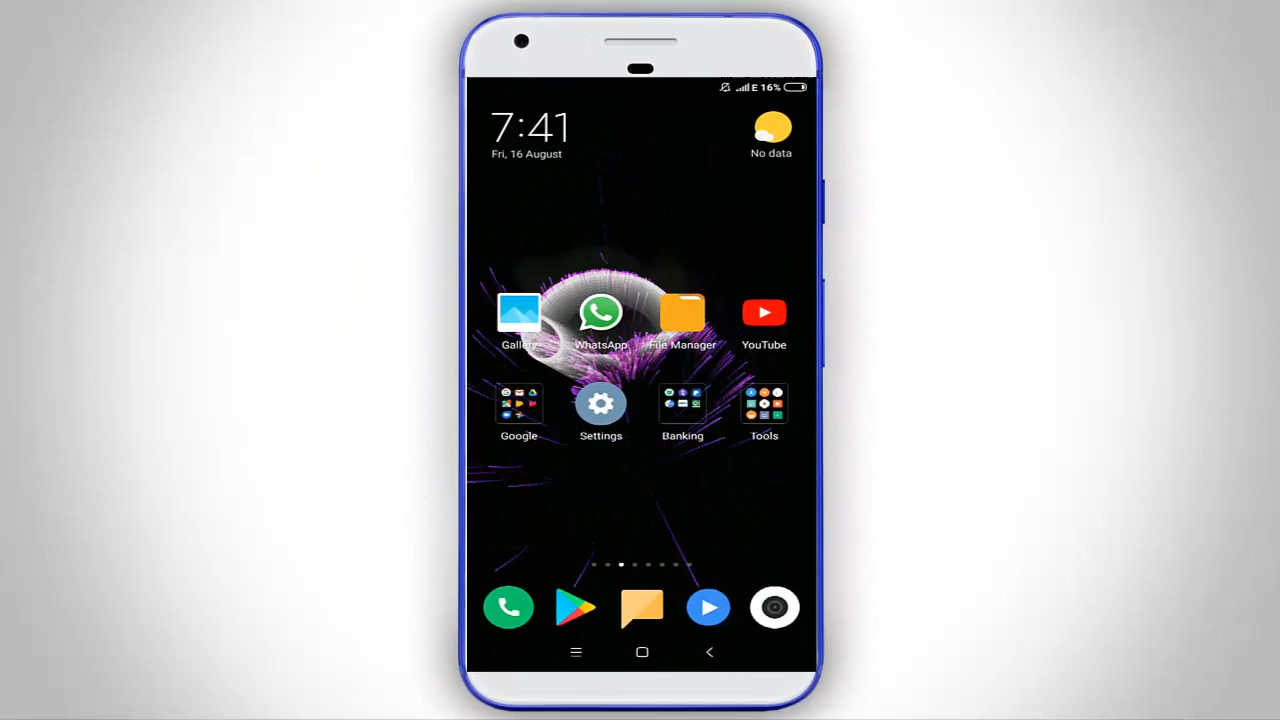 E 16%
7:41
Fri, 16 August
No data
Gallery
WhatsApp
File Manager
YouTube
Google
Settings
Banking
Tools